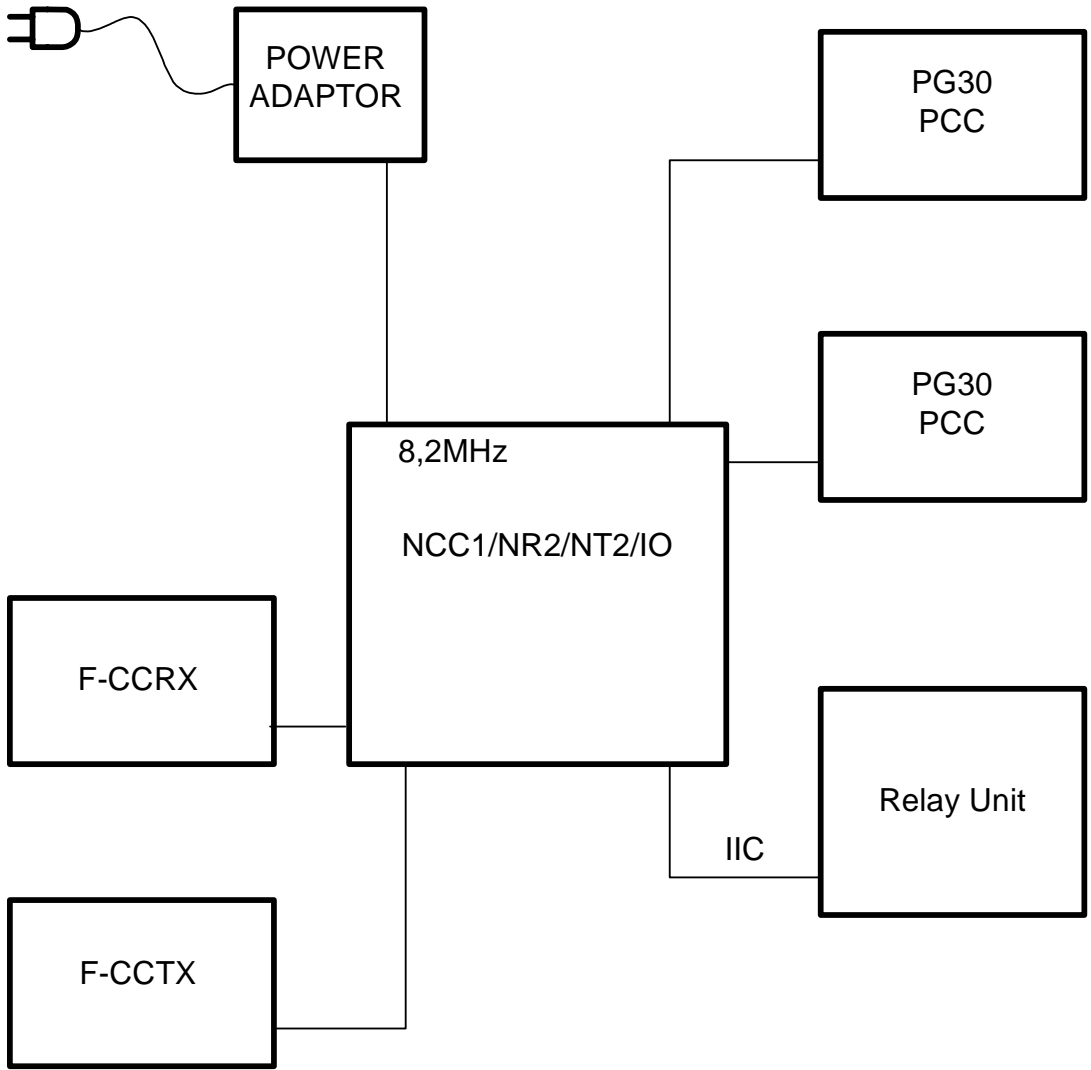 POWER
ADAPTOR
PG30
PCC
PG30
PCC
8,2MHz
NCC1/NR2/NT2/IO
F-CCRX
Relay Unit
IIC
F-CCTX